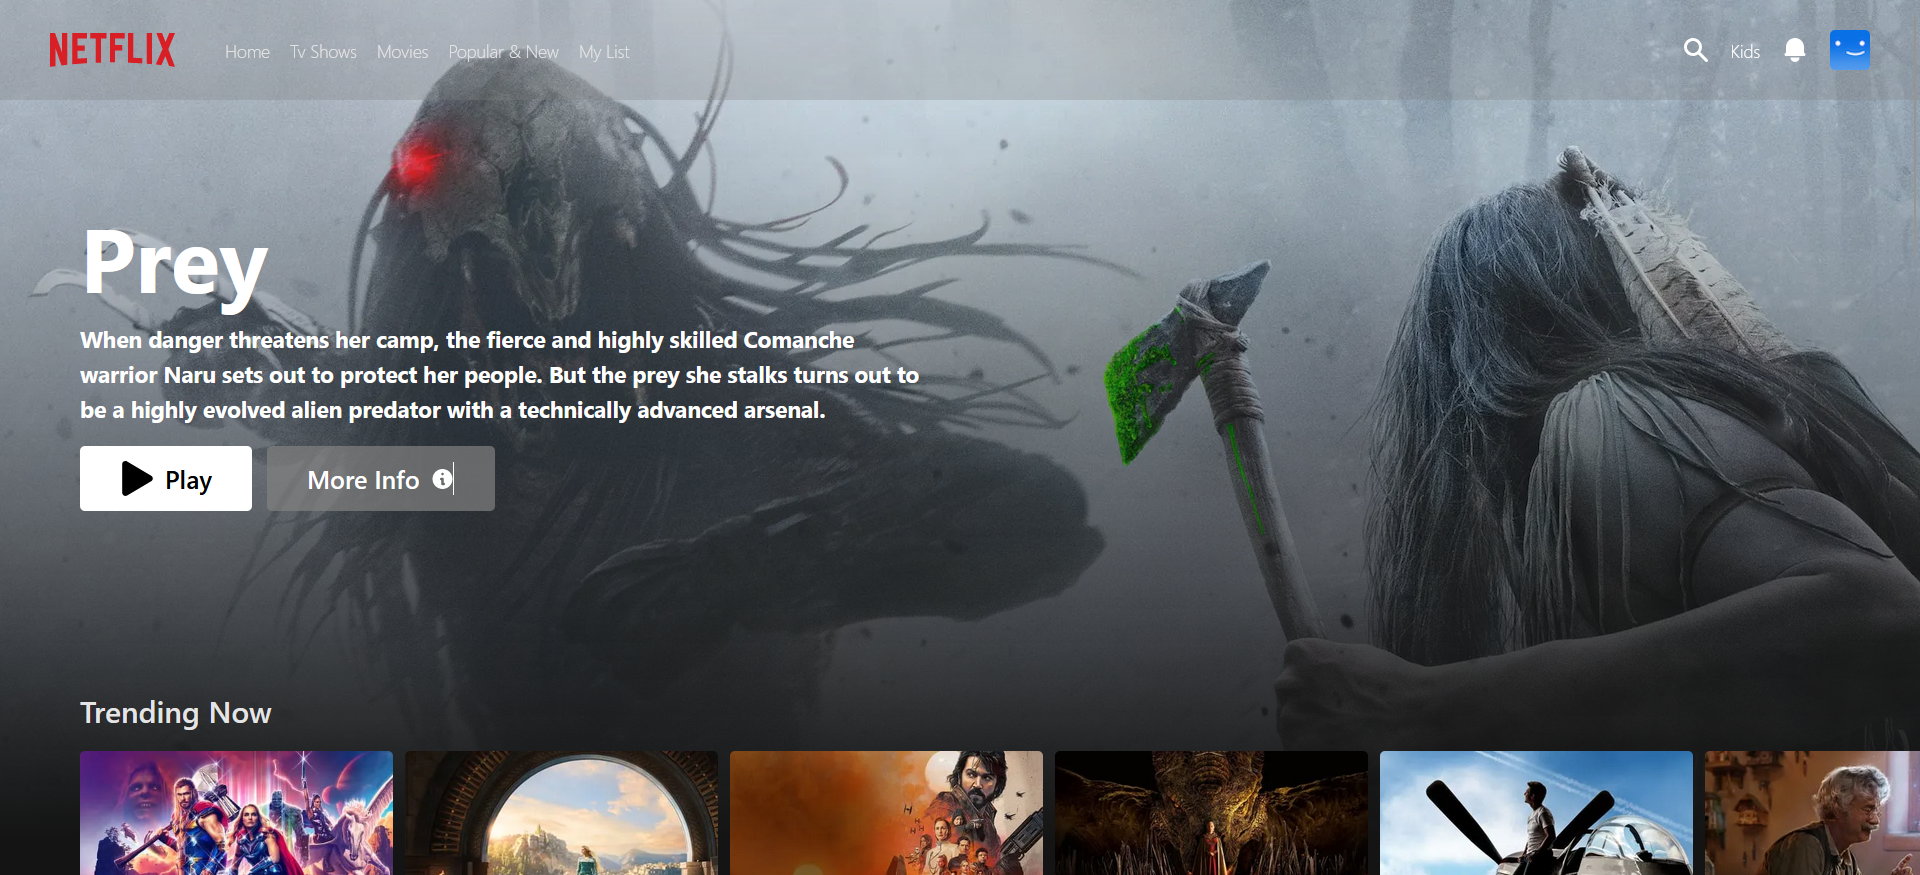 NETFLIX
Home
Tv Shows
Movies
Popular & New
My List
Kids
Prey
When danger threatens her camp, the fierce and highly skilled Comanche
warrior Naru sets out to protect her people. But the prey she stalks turns out to
be a highly evolved alien predator with a technically advanced arsenal.
Play
More Info
Trending Now